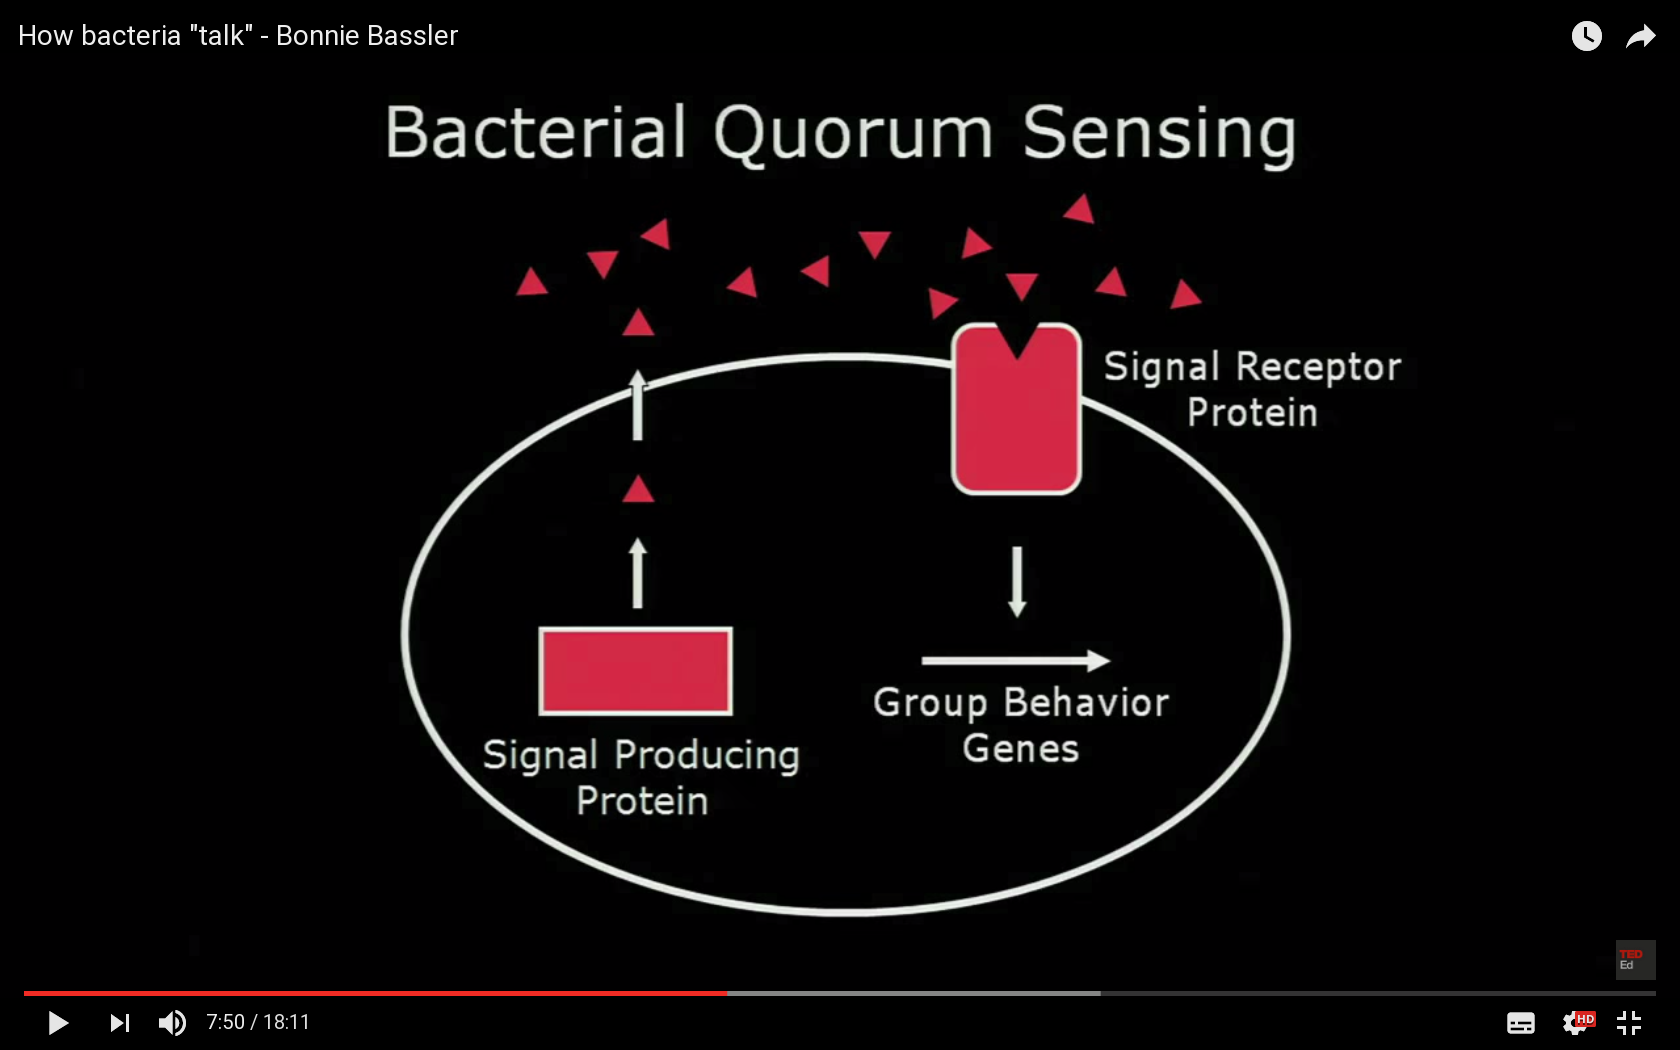 How bacteria "talk" - Bonnie Bassler
Bacterial Quorum Sensing
Signal Receptor
Protein
Group Behavior
Genes
Signal Producing
Protein
TED
Ed
7:50 / 18:11
HD